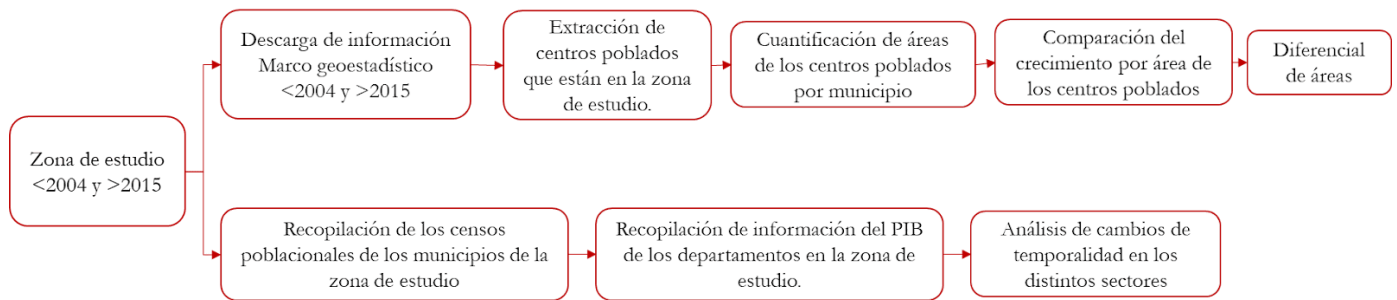 Zona de estudio
<2004 y >2015
Descarga de información
Marco geoestadístico
<2004 y >2015
Extracción de
centros poblados
que están en la zona
de estudio.
Cuantificación de áreas
de los centros poblados
por municipio
Comparación del
crecimiento por área de
los centros poblados
Diferencial
de áreas
Recopilación de los censos
poblacionales de los municipios de la
zona de estudio
Recopilación de información del PIB
de los departamentos en la zona de
estudio.
Análisis de cambios de
temporalidad en los
distintos sectores